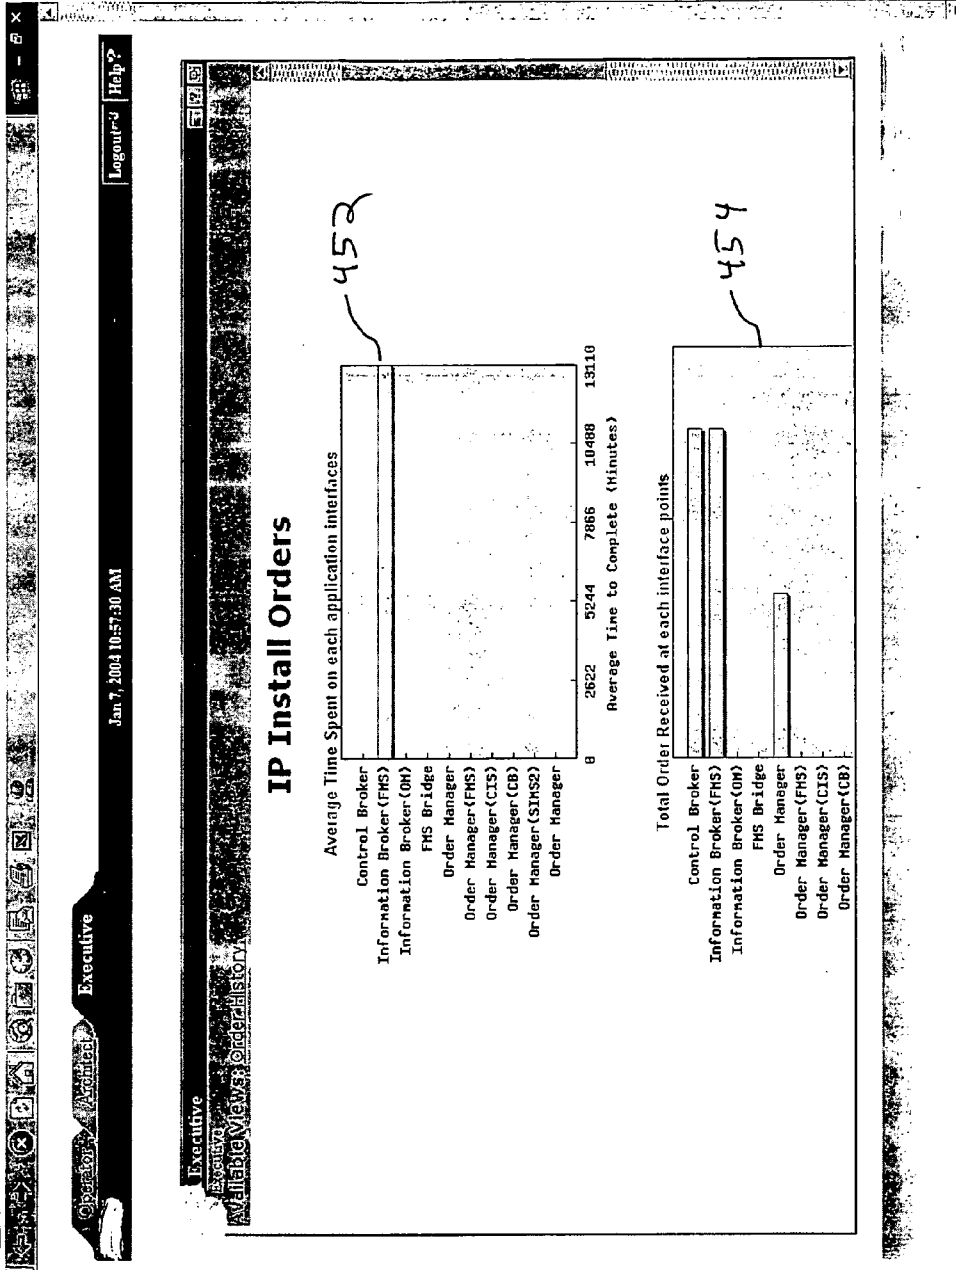 Operator Architect Executive
Jan 7, 2004 10:57:30 AM
Logout Help?
Executive
Executive
Available Views: Order History
IP Install Orders
Average Time Spent on each application interfaces
Control Broker
Information Broker(FMS)
Information Broker(OM)
FMS Bridge
Order Manager
Order Manager(FMS)
Order Manager(CIS)
Order Manager(CB)
Order Manager(SIMS2)
Order Manager
0 2622 5244 7866 10488 13110
Average Time to Complete (Minutes)
452
Total Order Received at each interface points
Control Broker
Information Broker(FMS)
Information Broker(OM)
FMS Bridge
Order Manager
Order Manager(FMS)
Order Manager(CIS)
Order Manager(CB)
454